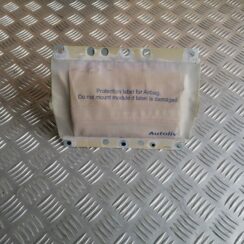 Protection label for Airbag.
Do not mount module if label is damaged
Autoliv